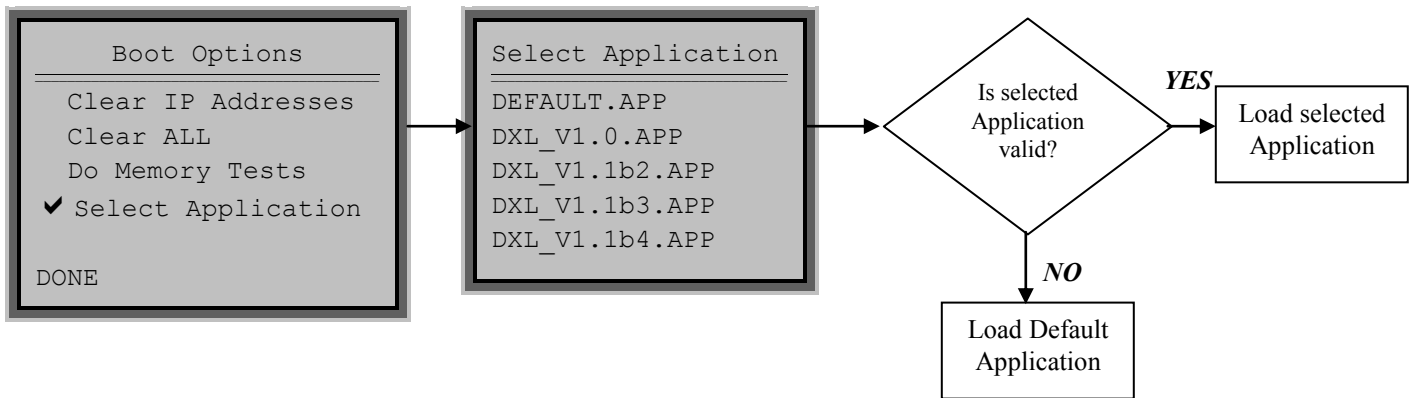 Boot Options
Clear IP Addresses
Clear ALL
Do Memory Tests
✔ Select Application
DONE
Select Application
DEFAULT.APP
DXL_V1.0.APP
DXL_V1.1b2.APP
DXL_V1.1b3.APP
DXL_V1.1b4.APP
Is selected
Application
valid?
YES
Load selected
Application
NO
Load Default
Application